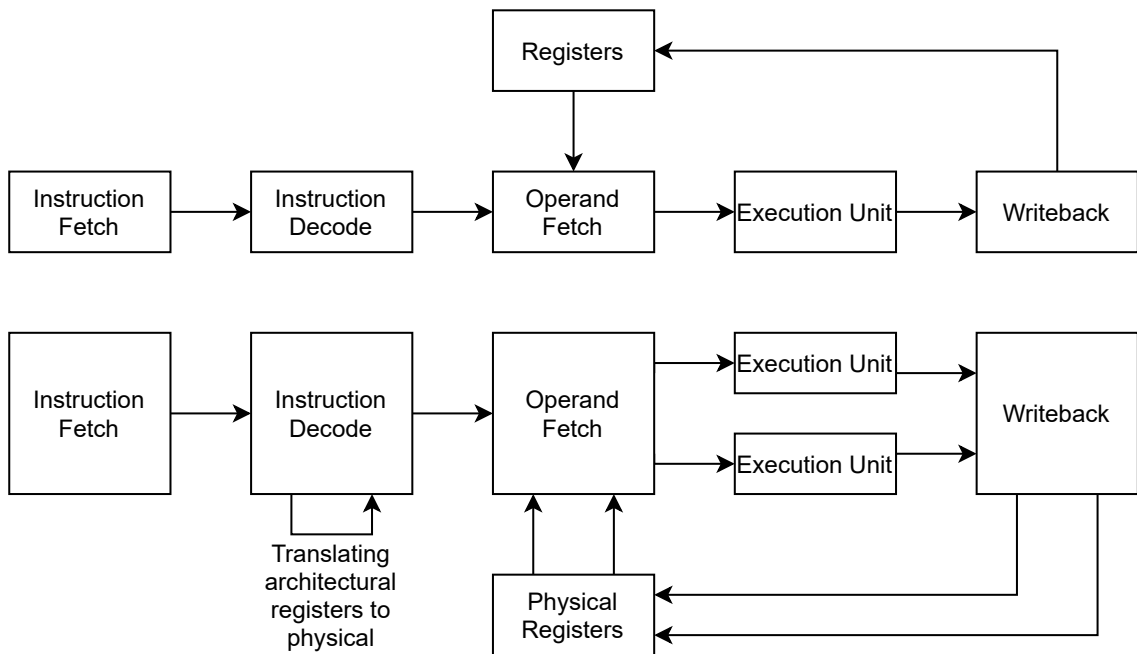 Registers
Instruction
Fetch
Instruction
Decode
Operand
Fetch
Execution Unit
Writeback
Instruction
Fetch
Instruction
Decode
Operand
Fetch
Execution Unit
Execution Unit
Writeback
Translating
architectural
registers to
physical
Physical
Registers